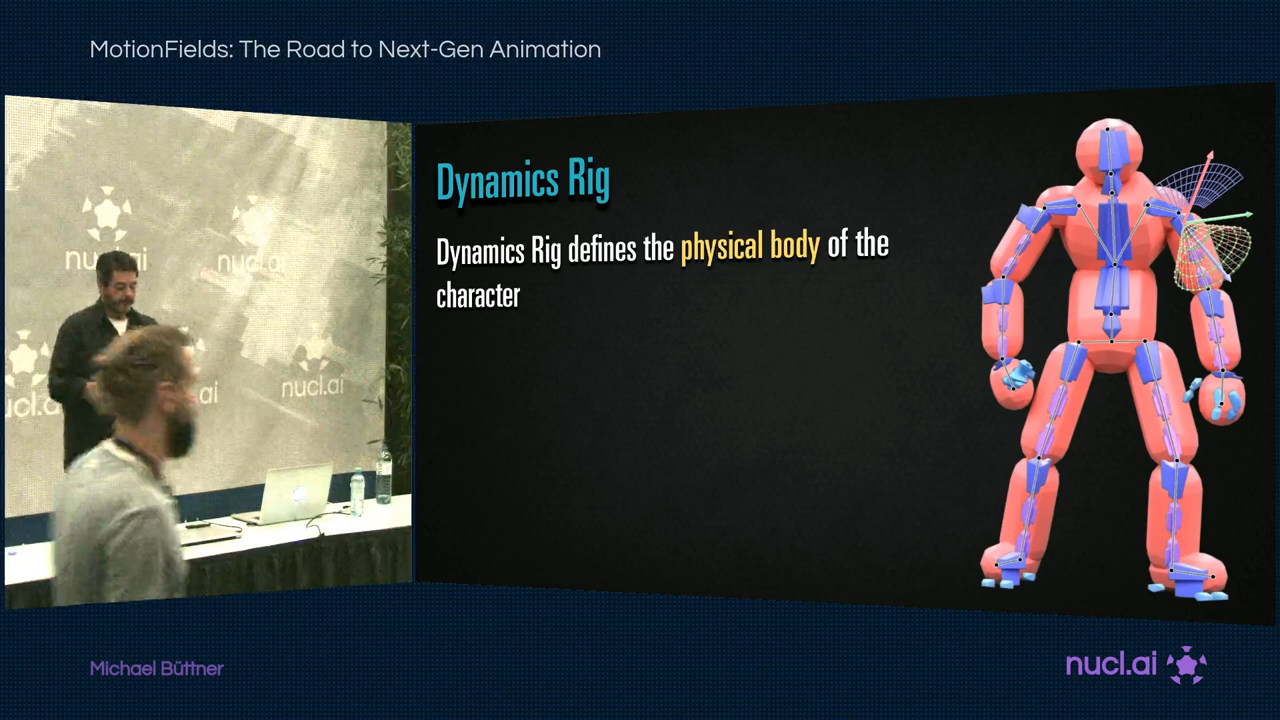 MotionFields: The Road to Next-Gen Animation
nucl.ai
nucl.ai
ucl.a
ai
nucl.ai
Dynamics Rig
Dynamics Rig defines the physical body of the
character
Michael Büttner
nucl.ai